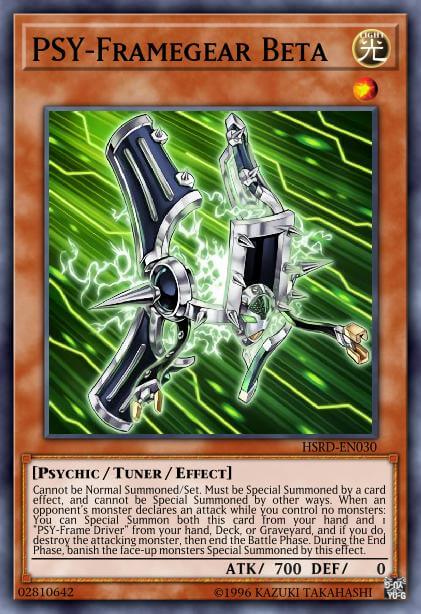 PSY-Framegear Beta
LIGHT
光
HSRD-EN030
[Psychic / Tuner / Effect]
Cannot be Normal Summoned/Set. Must be Special Summoned by a card
effect, and cannot be Special Summoned by other ways. When an
opponent's monster declares an attack while you control no monsters:
You can Special Summon both this card from your hand and 1
"PSY-Frame Driver" from your hand, Deck, or Graveyard, and if you do,
destroy the attacking monster, then end the Battle Phase. During the End
Phase, banish the face-up monsters Special Summoned by this effect.
ATK/ 700 DEF/ 0
02810642
©1996 KAZUKI TAKAHASHI